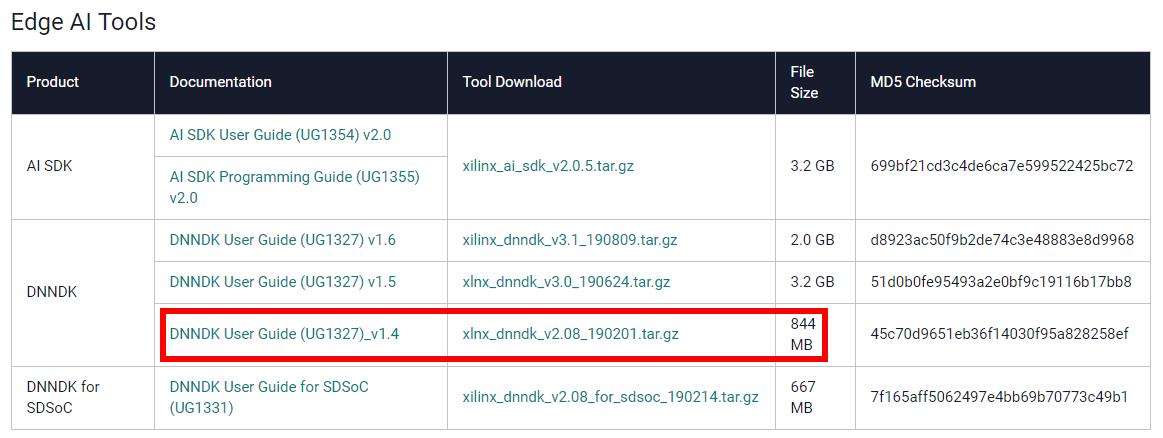 Edge AI Tools
Product Documentation Tool Download File Size MD5 Checksum
AI SDK
AI SDK User Guide (UG1354) v2.0
AI SDK Programming Guide (UG1355)
v2.0
xilinx_ai_sdk_v2.0.5.tar.gz 3.2 GB 699bf21cd3c4de6ca7e599522425bc72
DNNDK
DNNDK User Guide (UG1327) v1.6 xilinx_dnndk_v3.1_190809.tar.gz 2.0 GB d8923ac50f9b2de74c3e48883e8d9968
DNNDK User Guide (UG1327) v1.5 xlnx_dnndk_v3.0_190624.tar.gz 3.2 GB 51d0b0fe95493a2e0bf9c19116b17bb8
DNNDK User Guide (UG1327)_v1.4 xlnx_dnndk_v2.08_190201.tar.gz 844 MB 45c70d9651eb36f14030f95a828258ef
DNNDK for
SDSoC
DNNDK User Guide for SDSoC
(UG1331)
xilinx_dnndk_v2.08_for_sdsoc_190214.tar.gz 667 MB 7f165aff5062497e4bb69b70773c49b1